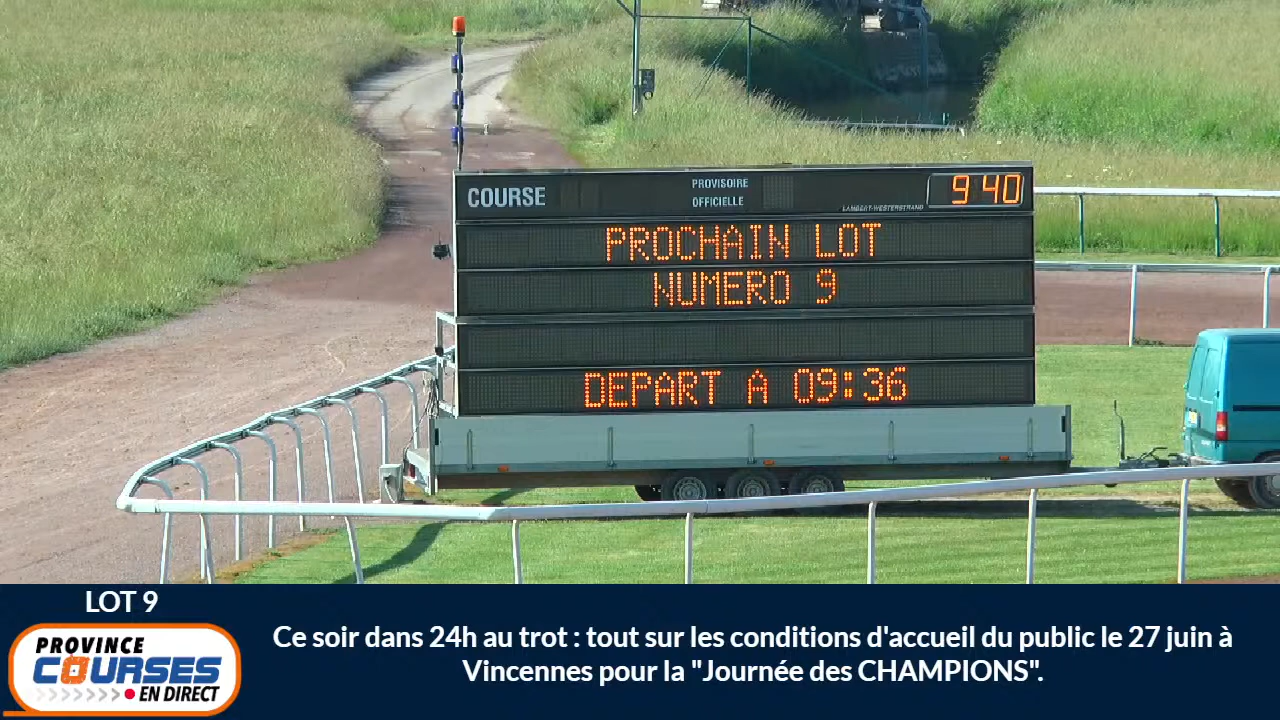 COURSE
PROVISOIRE
OFFICIELLE
LAMBERT-WESTERSTRAND
9 40
PROCHAIN LOT
NUMERO 9
DEPART A 09:36
LOT 9
PROVINCE
COURSES
EN DIRECT
Ce soir dans 24h au trot : tout sur les conditions d'accueil du public le 27 juin à
Vincennes pour la "Journée des CHAMPIONS".